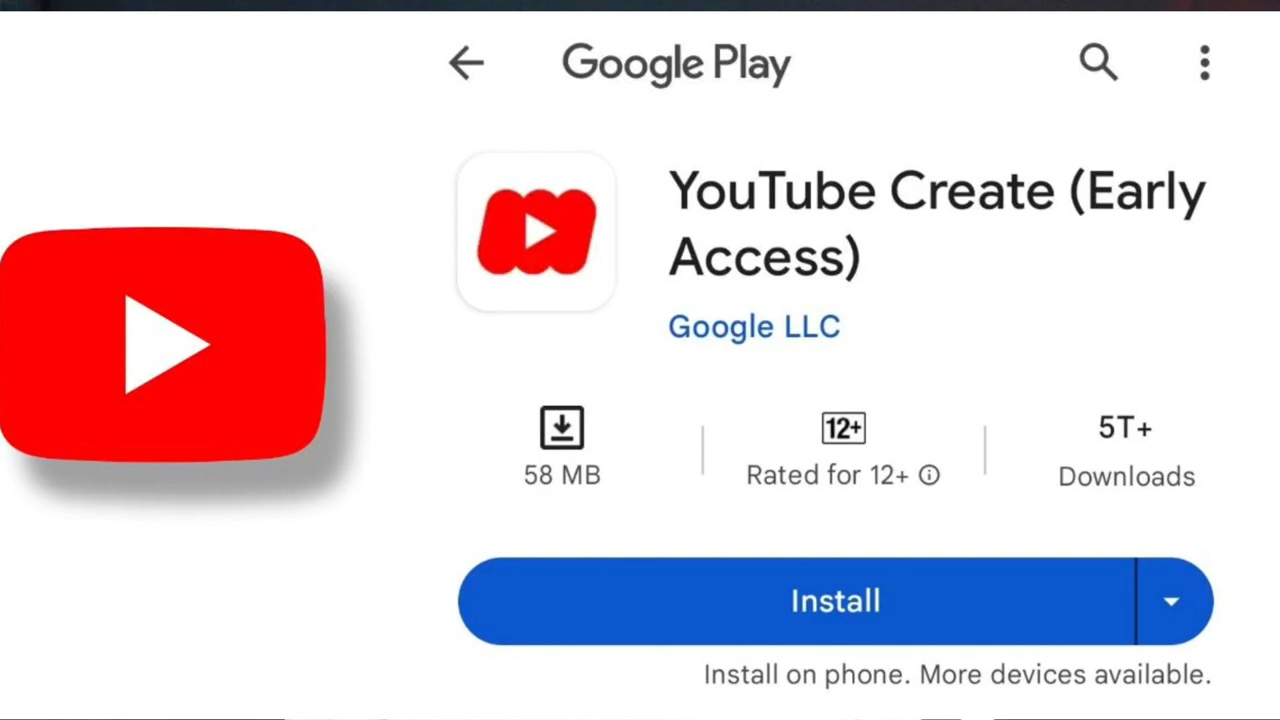 Google Play
YouTube Create (Early
Access)
Google LLC
58 MB
12+
Rated for 12+
5T+
Downloads
Install
Install on phone. More devices available.